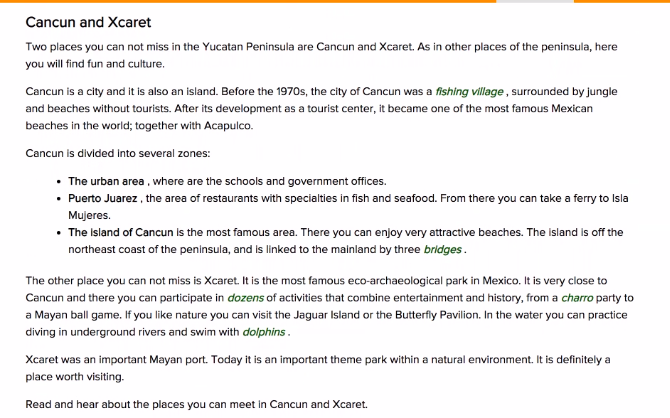 Cancun and Xcaret
Two places you can not miss in the Yucatan Peninsula are Cancun and Xcaret. As in other places of the peninsula, here
you will find fun and culture.
Cancun is a city and it is also an island. Before the 1970s, the city of Cancun was a fishing village , surrounded by jungle
and beaches without tourists. After its development as a tourist center, it became one of the most famous Mexican
beaches in the world; together with Acapulco.
Cancun is divided into several zones:
• The urban area , where are the schools and government offices.
• Puerto Juarez , the area of restaurants with specialties in fish and seafood. From there you can take a ferry to Isla
Mujeres.
• The island of Cancun is the most famous area. There you can enjoy very attractive beaches. The island is off the
northeast coast of the peninsula, and is linked to the mainland by three bridges .
The other place you can not miss is Xcaret. It is the most famous eco-archaeological park in Mexico. It is very close to
Cancun and there you can participate in dozens of activities that combine entertainment and history, from a charro party to
a Mayan ball game. If you like nature you can visit the Jaguar Island or the Butterfly Pavilion. In the water you can practice
diving in underground rivers and swim with dolphins .
Xcaret was an important Mayan port. Today it is an important theme park within a natural environment. It is definitely a
place worth visiting.
Read and hear about the places you can meet in Cancun and Xcaret.